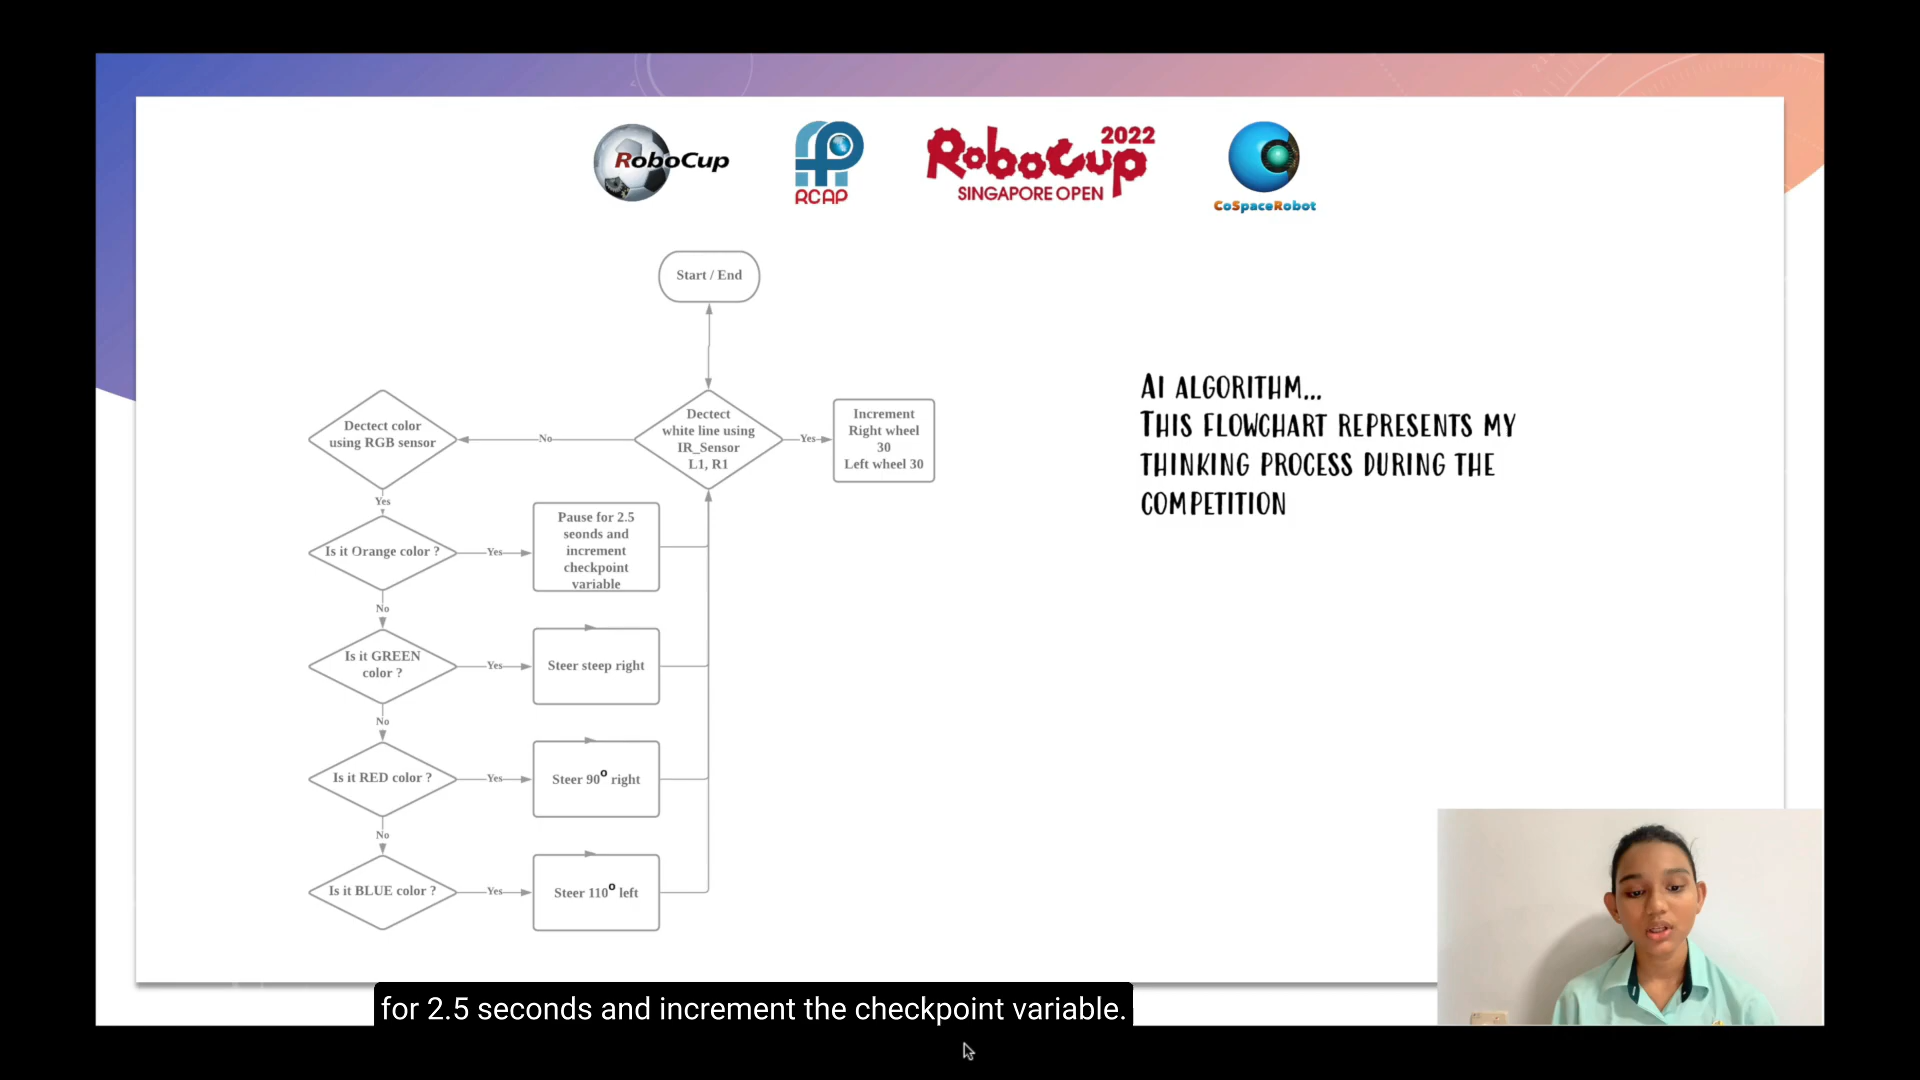 RoboCup
RCAP
RoboCup 2022
SINGAPORE OPEN
CoSpaceRobot
Start / End
Dectect color
using RGB sensor
No
Dectect
white line using
IR_Sensor
L1, R1
Yes
Increment
Right wheel
30
Left wheel 30
Yes
Is it Orange color ?
Yes
Pause for 2.5
seonds and
increment
checkpoint
variable
No
Is it GREEN
color ?
Yes
Steer steep right
No
Is it RED color ?
Yes
Steer 90° right
No
Is it BLUE color ?
Yes
Steer 110° left
AI ALGORITHM...
THIS FLOWCHART REPRESENTS MY
THINKING PROCESS DURING THE
COMPETITION
for 2.5 seconds and increment the checkpoint variable.